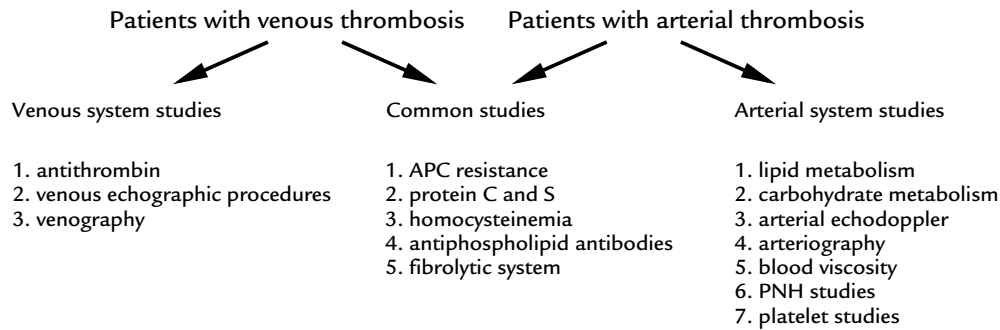 Patients with venous thrombosis
Patients with arterial thrombosis
Venous system studies
1. antithrombin
2. venous echographic procedures
3. venography
Common studies
1. APC resistance
2. protein C and S
3. homocysteinemia
4. antiphospholipid antibodies
5. fibrolytic system
Arterial system studies
1. lipid metabolism
2. carbohydrate metabolism
3. arterial echodoppler
4. arteriography
5. blood viscosity
6. PNH studies
7. platelet studies